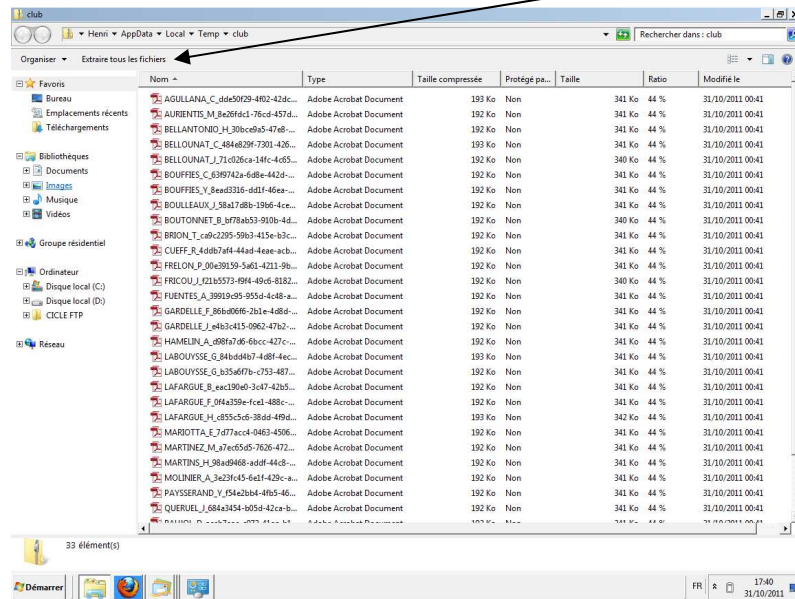 club
Henri ▸ AppData ▸ Local ▸ Temp ▸ club
Rechercher dans : club
Organiser Extraire tous les fichiers
Nom Type Taille compressée Protégé pa... Taille Ratio Modifié le
Favoris
Bureau
Emplacements récents
Téléchargements
Bibliothèques
Documents
Images
Musique
Vidéos
Groupe résidentiel
Ordinateur
Disque local (C:)
Disque local (D:)
CICLE FTP
Réseau
AGULLANA_C_dde50f29-4f02-42dc... Adobe Acrobat Document 193 Ko Non 341 Ko 44 % 31/10/2011 00:41
AURIENTIS_M_8e26fdc1-76cd-457d... Adobe Acrobat Document 192 Ko Non 341 Ko 44 % 31/10/2011 00:41
BELLANTONIO_H_30bce9a5-47e8-... Adobe Acrobat Document 192 Ko Non 341 Ko 44 % 31/10/2011 00:41
BELLOUNAT_C_484e829f-7301-426... Adobe Acrobat Document 193 Ko Non 341 Ko 44 % 31/10/2011 00:41
BELLOUNAT_J_71c026ca-14fc-4c65... Adobe Acrobat Document 192 Ko Non 340 Ko 44 % 31/10/2011 00:41
BOUFFIES_C_63f9742a-6d8e-442d-... Adobe Acrobat Document 192 Ko Non 341 Ko 44 % 31/10/2011 00:41
BOUFFIES_Y_8ead3316-dd1f-46ea-... Adobe Acrobat Document 192 Ko Non 341 Ko 44 % 31/10/2011 00:41
BOULLEAUX_J_58a17d8b-19b6-4ce... Adobe Acrobat Document 192 Ko Non 341 Ko 44 % 31/10/2011 00:41
BOUTONNET_B_bf78ab53-910b-4d... Adobe Acrobat Document 192 Ko Non 340 Ko 44 % 31/10/2011 00:41
BRION_T_ca9c2295-59b3-415e-b3c... Adobe Acrobat Document 192 Ko Non 341 Ko 44 % 31/10/2011 00:41
CUEFF_R_4ddb7af4-44ad-4eae-acb... Adobe Acrobat Document 192 Ko Non 341 Ko 44 % 31/10/2011 00:41
FRELON_P_00e39159-5a61-4211-9b... Adobe Acrobat Document 192 Ko Non 341 Ko 44 % 31/10/2011 00:41
FRICOU_J_f21b5573-f9f4-49c6-8182... Adobe Acrobat Document 192 Ko Non 340 Ko 44 % 31/10/2011 00:41
FUENTES_A_39919c95-955d-4c48-a... Adobe Acrobat Document 192 Ko Non 341 Ko 44 % 31/10/2011 00:41
GARDELLE_F_86bd06f6-2b1e-4d8d-... Adobe Acrobat Document 192 Ko Non 341 Ko 44 % 31/10/2011 00:41
GARDELLE_J_e4b3c415-0962-47b2-... Adobe Acrobat Document 192 Ko Non 341 Ko 44 % 31/10/2011 00:41
HAMELIN_A_d98fa7d6-6bcc-427c-... Adobe Acrobat Document 192 Ko Non 341 Ko 44 % 31/10/2011 00:41
LABOUYSSE_G_84bdd4b7-4d8f-4ec... Adobe Acrobat Document 193 Ko Non 341 Ko 44 % 31/10/2011 00:41
LABOUYSSE_G_b35a6f7b-c753-487... Adobe Acrobat Document 192 Ko Non 341 Ko 44 % 31/10/2011 00:41
LAFARGUE_B_eac190e0-3c47-42b5... Adobe Acrobat Document 192 Ko Non 341 Ko 44 % 31/10/2011 00:41
LAFARGUE_F_0f4a359e-fce1-488c-... Adobe Acrobat Document 192 Ko Non 341 Ko 44 % 31/10/2011 00:41
LAFARGUE_H_c855c5c6-38dd-4f9d... Adobe Acrobat Document 193 Ko Non 342 Ko 44 % 31/10/2011 00:41
MARIOTTA_E_7d77acc4-0463-4506... Adobe Acrobat Document 192 Ko Non 341 Ko 44 % 31/10/2011 00:41
MARTINEZ_M_a7ec65d5-7626-472... Adobe Acrobat Document 192 Ko Non 341 Ko 44 % 31/10/2011 00:41
MARTINS_H_98ad9468-addf-44c8-... Adobe Acrobat Document 192 Ko Non 341 Ko 44 % 31/10/2011 00:41
MOLINIER_A_3e23fc45-6e1f-429c-a... Adobe Acrobat Document 192 Ko Non 341 Ko 44 % 31/10/2011 00:41
PAYSSERAND_Y_f54e2bb4-4fb5-46... Adobe Acrobat Document 192 Ko Non 341 Ko 44 % 31/10/2011 00:41
QUERUEL_J_684a3454-b05d-42ca-b... Adobe Acrobat Document 192 Ko Non 341 Ko 44 % 31/10/2011 00:41
33 élément(s)
Démarrer
FR 17:40
31/10/2011